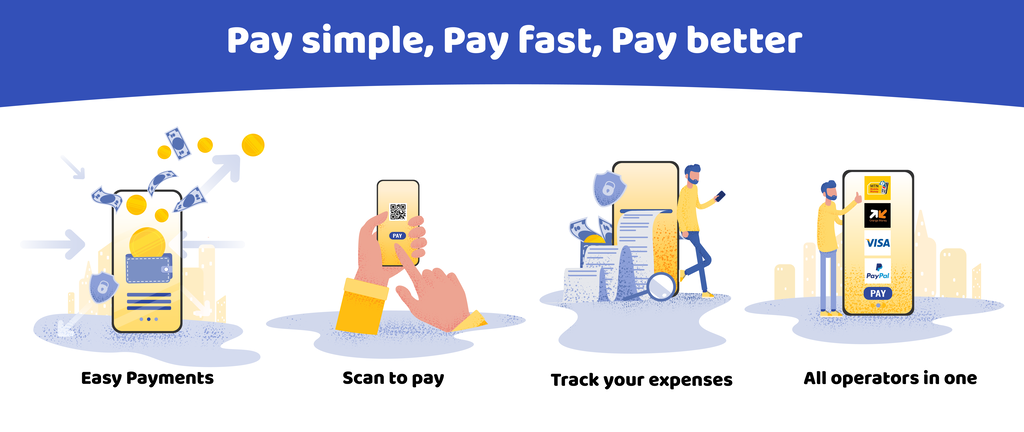 Pay simple, Pay fast, Pay better
PAY
MTN
VISA
PayPal
PAY
Easy Payments
Scan to pay
Track your expenses
All operators in one